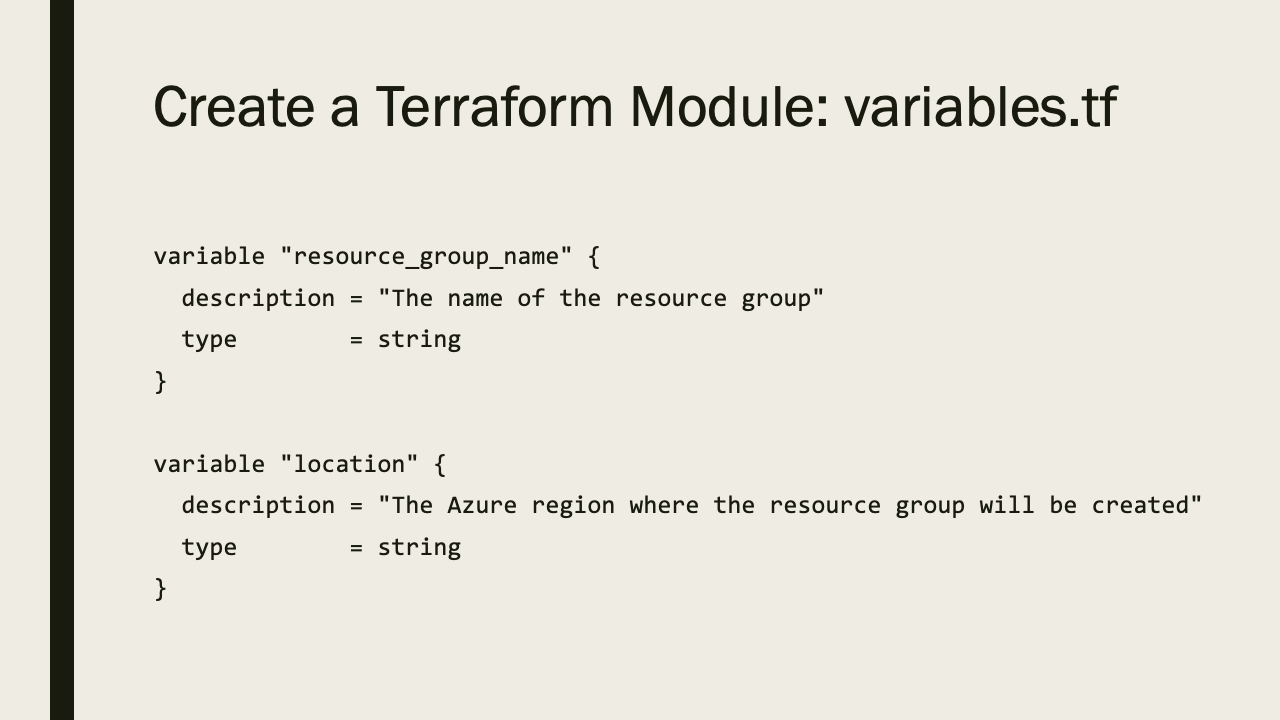 Create a Terraform Module: variables.tf
variable "resource_group_name" {
  description = "The name of the resource group"
  type        = string
}
variable "location" {
  description = "The Azure region where the resource group will be created"
  type        = string
}